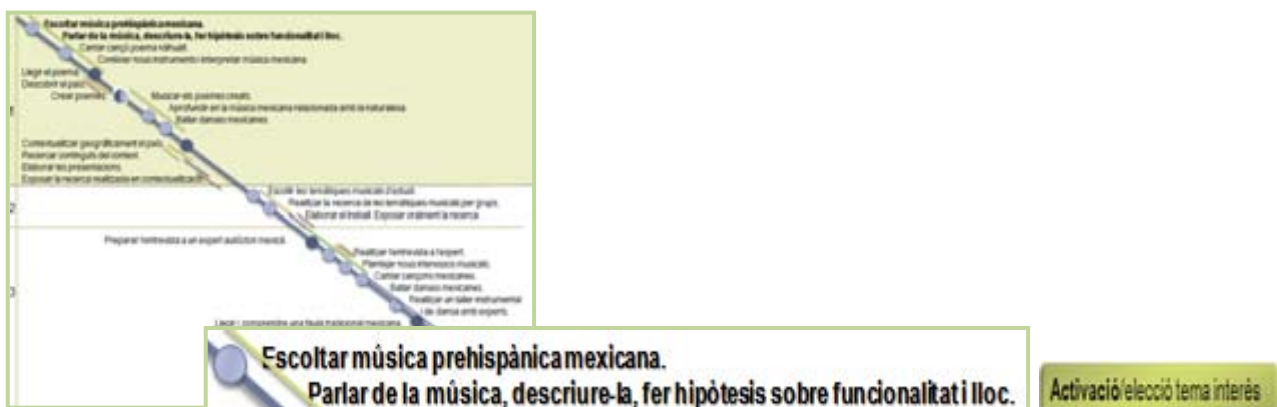 Escoltar música prehispànica mexicana.
Parlar de la música, descriure-la, fer hipòtesis sobre funcionalitat i lloc.
Cantar cançó poema náhuatl.
Conèixer nous instruments i interpretar música mexicana.
Llegir el poema.
Descobrir el país.
Crear poemes.
Musicar els poemes creats.
Aprofundir en la música mexicana relacionada amb la naturalesa.
Ballar danses mexicanes.
Contextualitzar geogràficament el país.
Recercar continguts del context.
Elaborar les presentacions.
Exposar la recerca realitzada en contextualització.
Escollir les temàtiques musicals d'estudi.
2
Realitzar la recerca de les temàtiques musicals per grups.
Elaborar el treball. Exposar oralment la recerca.
Preparar l'entrevista a un expert autòcton mexicà.
Realitzar l'entrevista a l'expert.
Plantejar nous interessos musicals.
Cantar cançons mexicanes.
Ballar danses mexicanes.
3
Realitzar un taller instrumental
i de dansa amb experts.
Llegir i comprendre una faula tradicional mexicana.
Escoltar música prehispànica mexicana.
Parlar de la música, descriure-la, fer hipòtesis sobre funcionalitat i lloc.
Activació/elecció tema interès